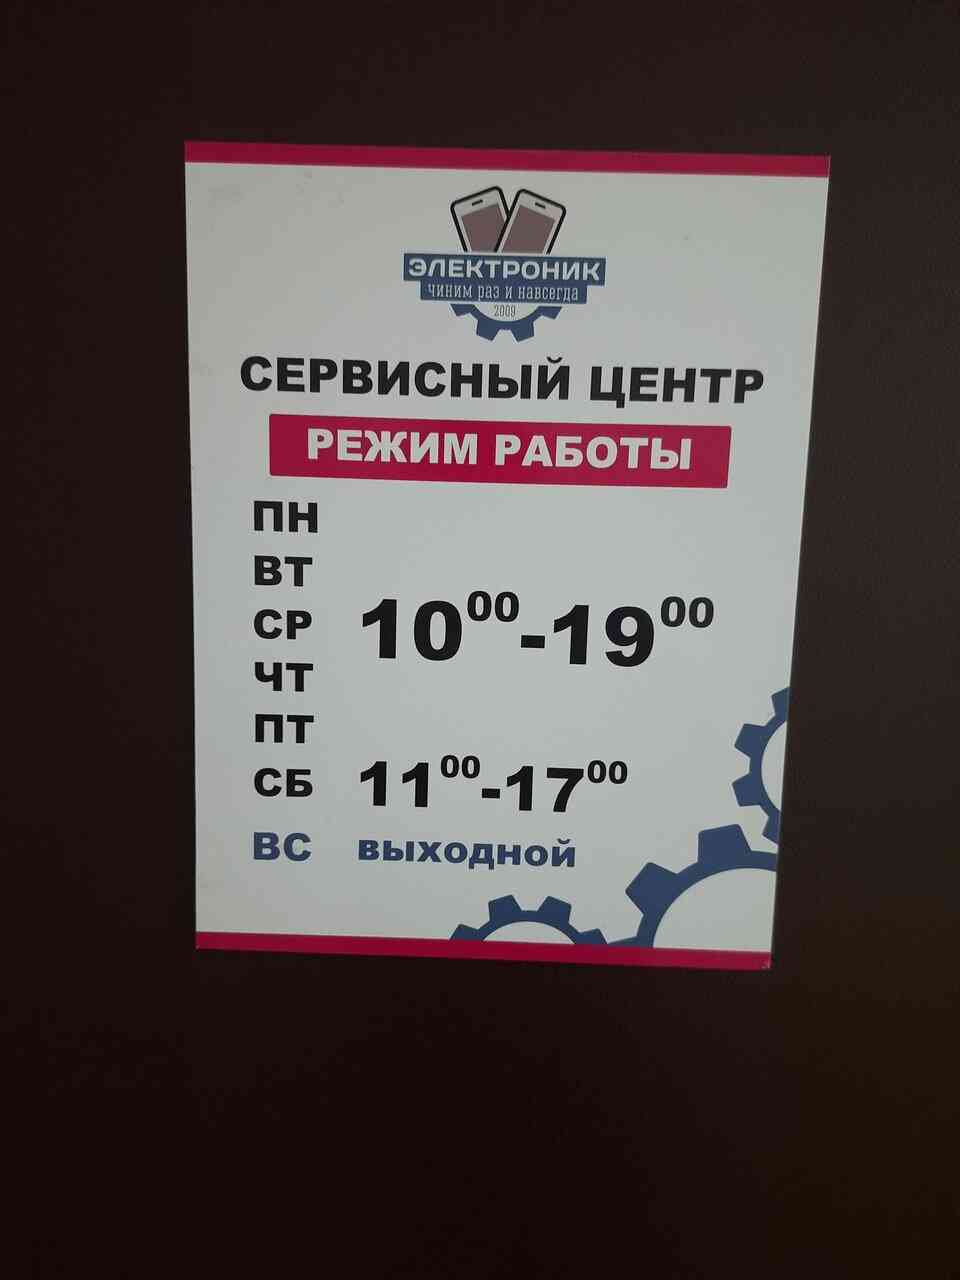 ЭЛЕКТРОНИК
чиним раз и навсегда
2009
СЕРВИСНЫЙ ЦЕНТР
РЕЖИМ РАБОТЫ
ПН
ВТ
СР 10⁰⁰-19⁰⁰
ЧТ
ПТ
СБ 11⁰⁰-17⁰⁰
ВС выходной